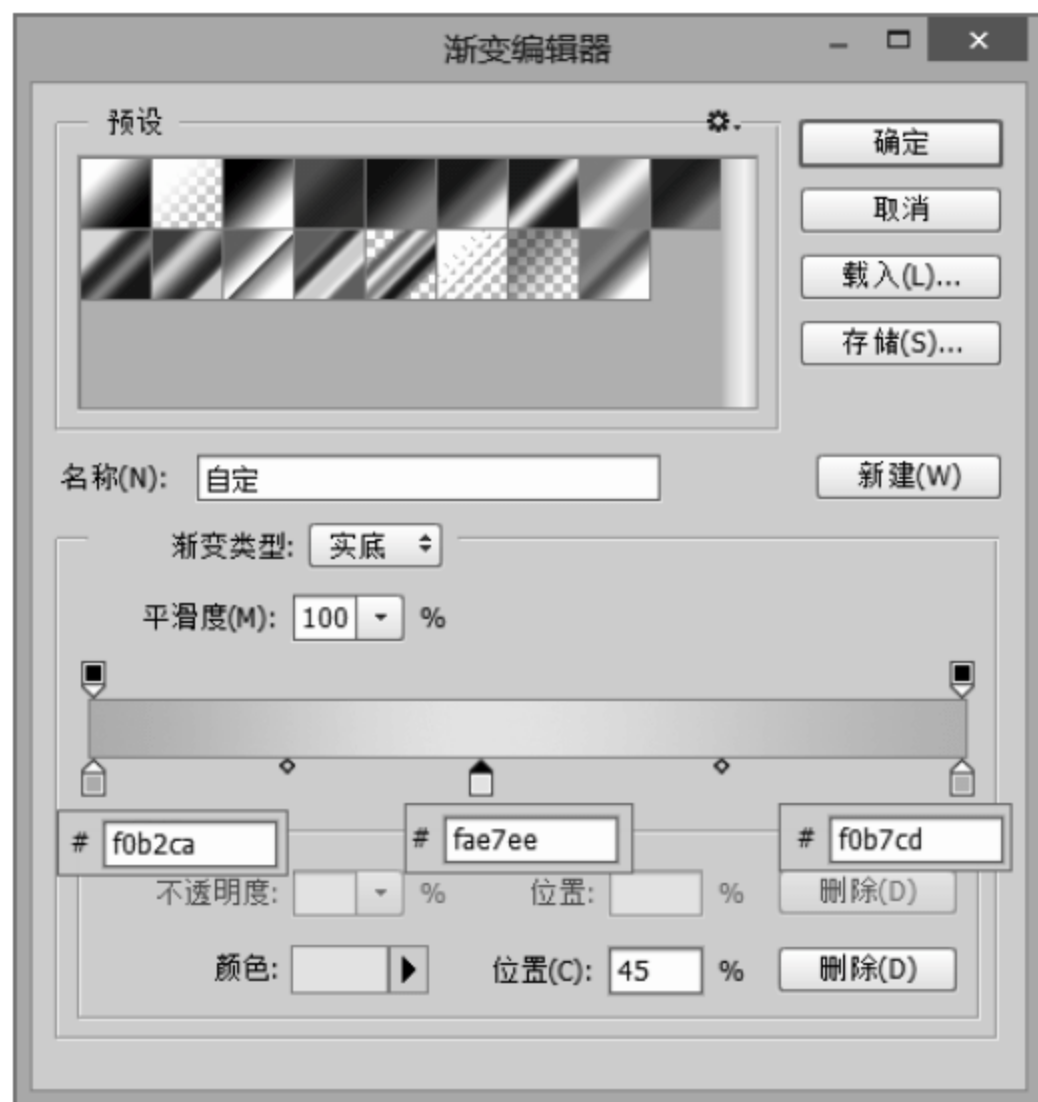 渐变编辑器
预设
确定
取消
载入(L)...
存储(S)...
名称(N): 自定 新建(W)
渐变类型: 实底
平滑度(M): 100 %
# f0b2ca # fae7ee # f0b7cd
不透明度: % 位置: % 删除(D)
颜色: 位置(C): 45 % 删除(D)